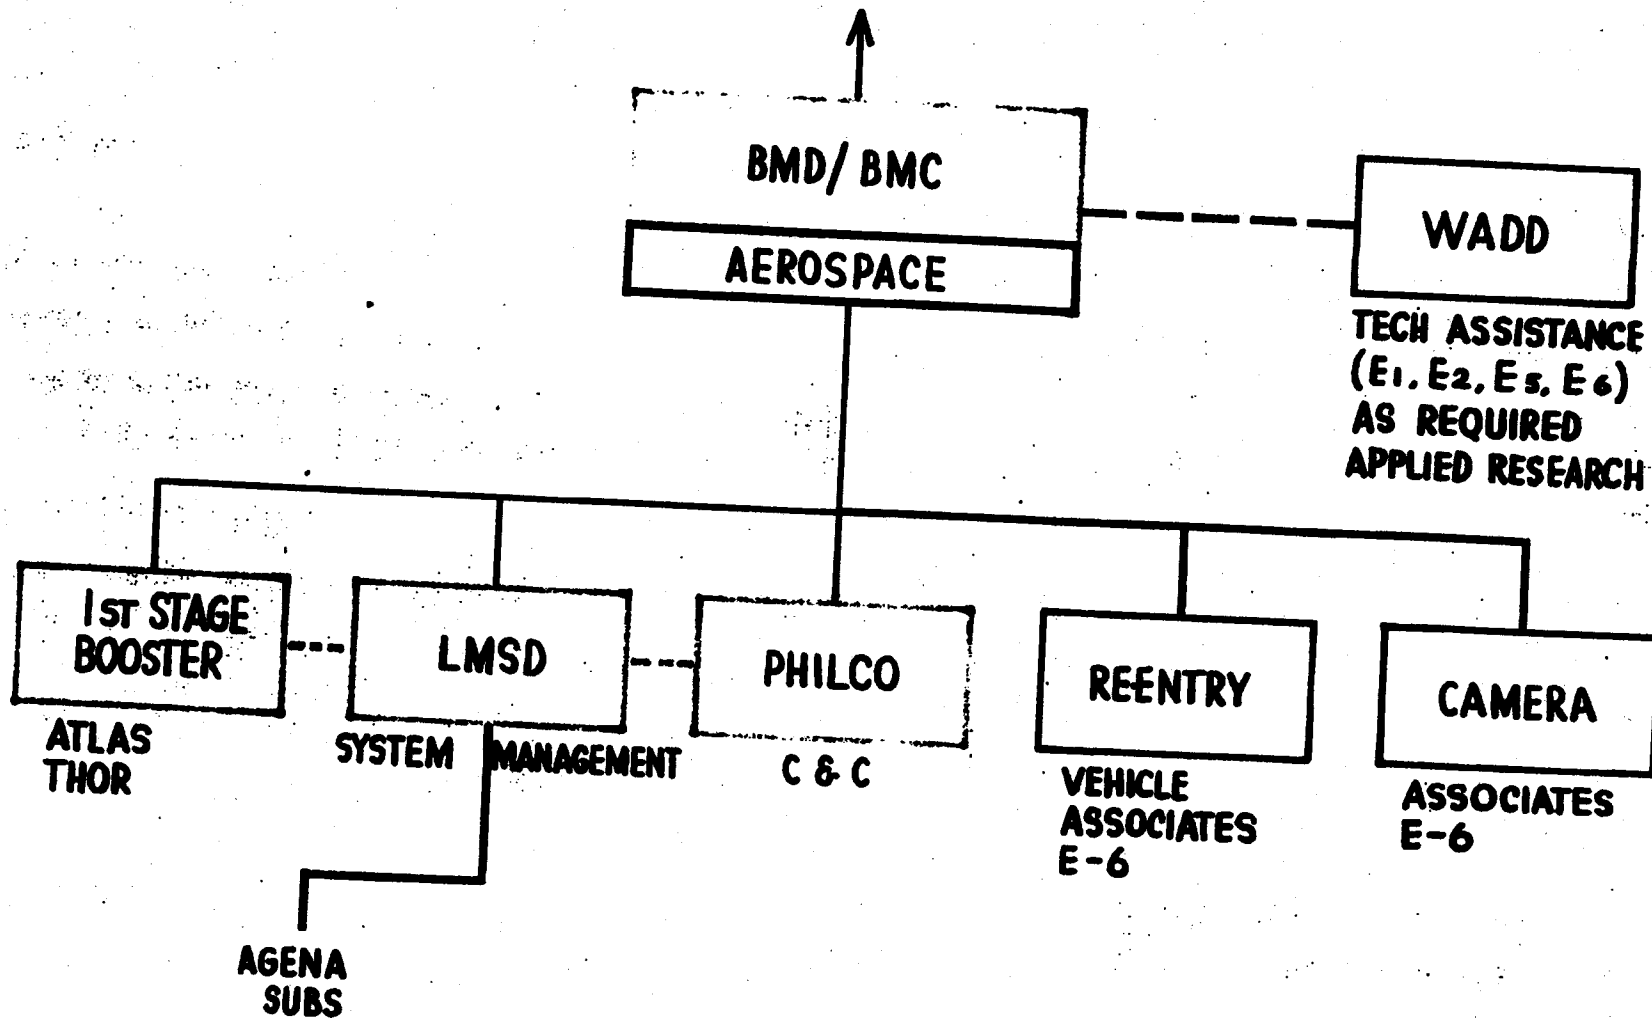 BMD/BMC
AEROSPACE
WADD
TECH ASSISTANCE
(E1, E2, E5, E6)
AS REQUIRED
APPLIED RESEARCH
1ST STAGE
BOOSTER
ATLAS
THOR
LMSD
SYSTEM MANAGEMENT
AGENA
SUBS
PHILCO
C & C
REENTRY
VEHICLE
ASSOCIATES
E-6
CAMERA
ASSOCIATES
E-6